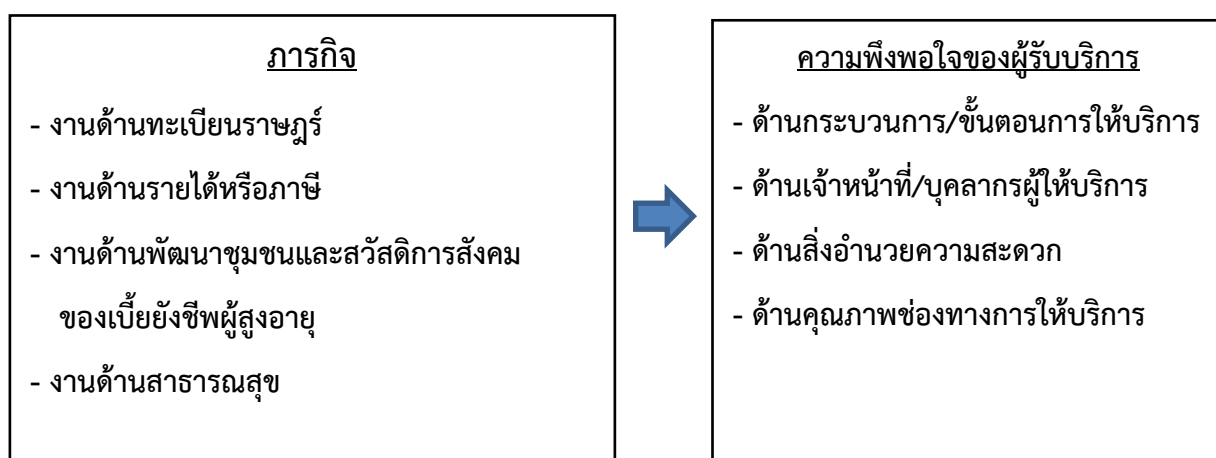 ภารกิจ
- งานด้านทะเบียนราษฎร์
- งานด้านรายได้หรือภาษี
- งานด้านพัฒนาชุมชนและสวัสดิการสังคม
ของเบี้ยยังชีพผู้สูงอายุ
- งานด้านสาธารณสุข
ความพึงพอใจของผู้รับบริการ
- ด้านกระบวนการ/ขั้นตอนการให้บริการ
- ด้านเจ้าหน้าที่/บุคลากรผู้ให้บริการ
- ด้านสิ่งอำนวยความสะดวก
- ด้านคุณภาพช่องทางการให้บริการ